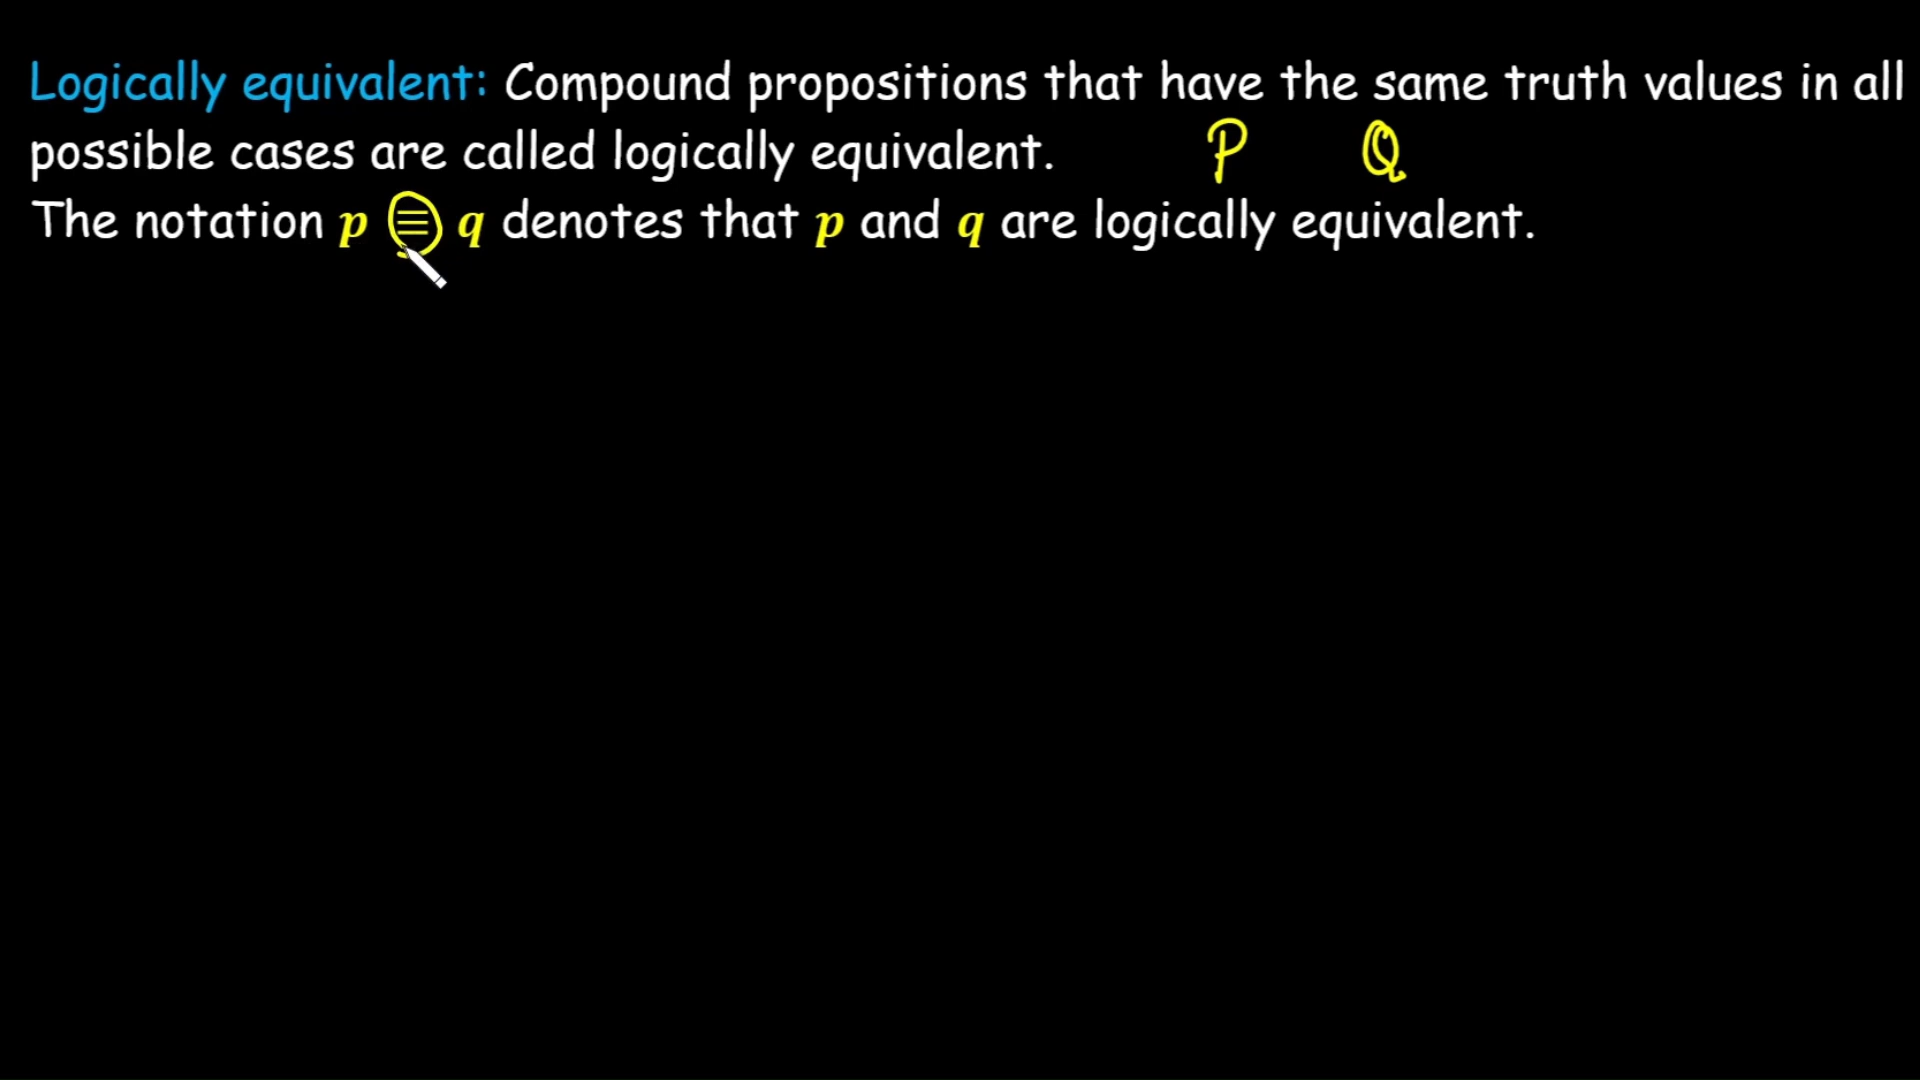 Logically equivalent: Compound propositions that have the same truth values in all
possible cases are called logically equivalent. P Q
The notation p ≡ q denotes that p and q are logically equivalent.